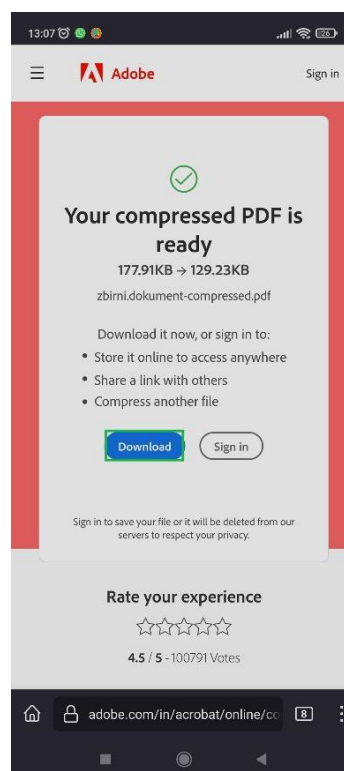 13:07 26
Adobe Sign in
Your compressed PDF is
ready
177.91KB → 129.23KB
zbirni.dokument-compressed.pdf
Download it now, or sign in to:
• Store it online to access anywhere
• Share a link with others
• Compress another file
Download Sign in
Sign in to save your file or it will be deleted from our
servers to respect your privacy.
Rate your experience
4.5 / 5 - 100791 Votes
adobe.com/in/acrobat/online/co 8